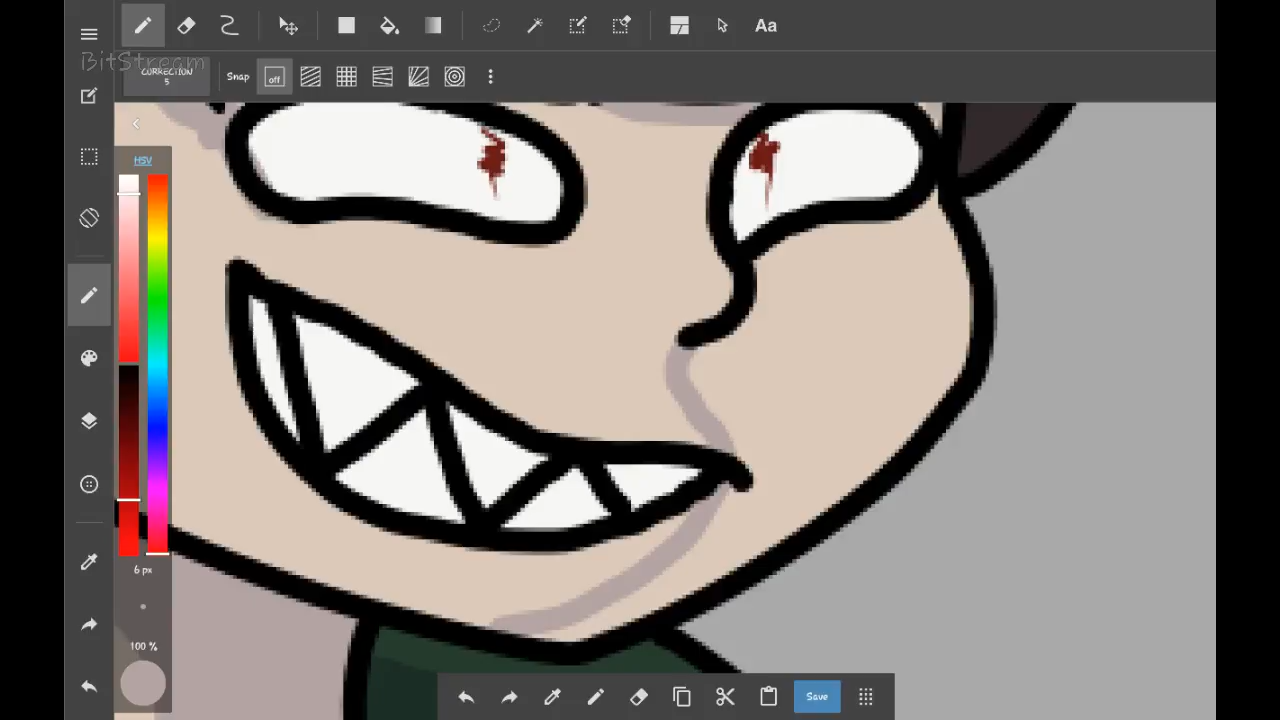 Aa
BitStream
CORRECTION
5
Snap
off
HSV
6 px
100 %
Save